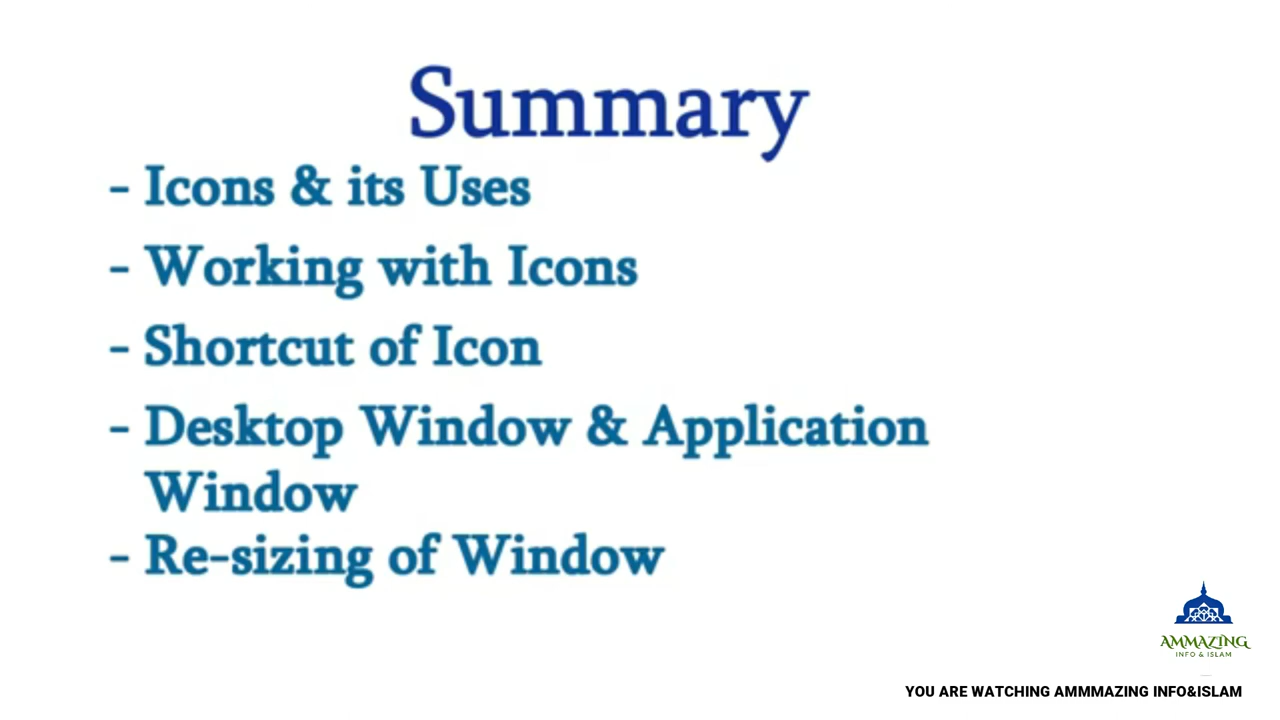 Summary
- Icons & its Uses
- Working with Icons
- Shortcut of Icon
- Desktop Window & Application
Window
- Re-sizing of Window
AMMAZING
INFO & ISLAM
YOU ARE WATCHING AMMMAZING INFO&ISLAM